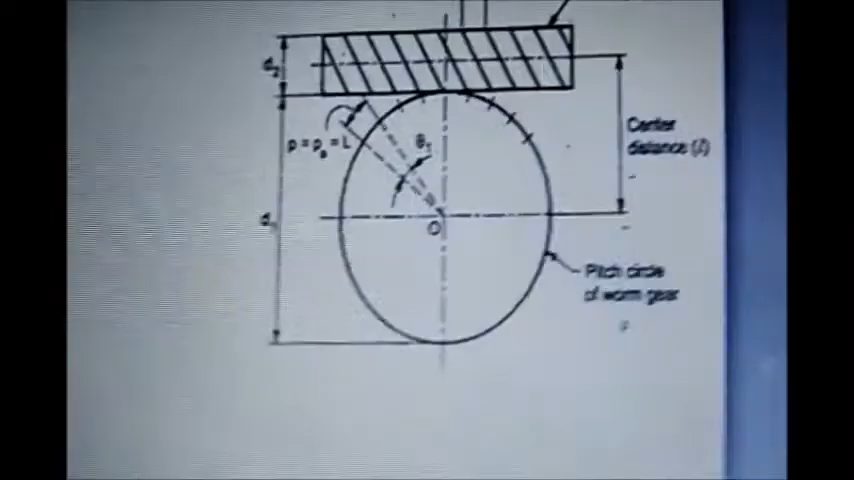 d₂
Center
distance (l)
p = pₐ = L
θ₁
d₁
O
Pitch circle
of worm gear